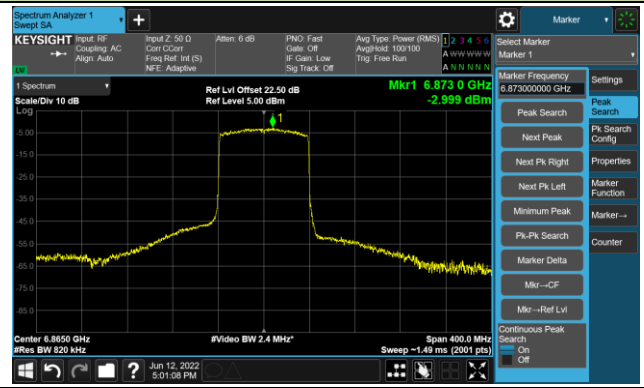 Spectrum Analyzer 1
Swept SA
Marker
KEYSIGHT
Input: RF
Coupling: AC
Align: Auto
Input Z: 50 Ω
Corr CCorr
Freq Ref: Int (S)
NFE: Adaptive
Atten: 6 dB
PNO: Fast
Gate: Off
IF Gain: Low
Sig Track: Off
Avg Type: Power (RMS)
Avg|Hold: 100/100
Trig: Free Run
1 2 3 4 5 6
A W W W W W
A N N N N N
LW
Select Marker
Marker 1
1 Spectrum
Scale/Div 10 dB
Log
Ref Lvl Offset 22.50 dB
Ref Level 5.00 dBm
Mkr1 6.873 0 GHz
-2.999 dBm
1
-5.00
-15.0
-25.0
-35.0
-45.0
-55.0
-65.0
-75.0
-85.0
Center 6.8650 GHz
#Res BW 820 kHz
#Video BW 2.4 MHz*
Span 400.0 MHz
Sweep ~1.49 ms (2001 pts)
Marker Frequency
6.873000000 GHz
Peak Search
Next Peak
Next Pk Right
Next Pk Left
Minimum Peak
Pk-Pk Search
Marker Delta
Mkr→CF
Mkr→Ref Lvl
Continuous Peak
Search
On
Off
Settings
Peak
Search
Pk Search
Config
Properties
Marker
Function
Marker→
Counter
?
Jun 12, 2022
5:01:08 PM